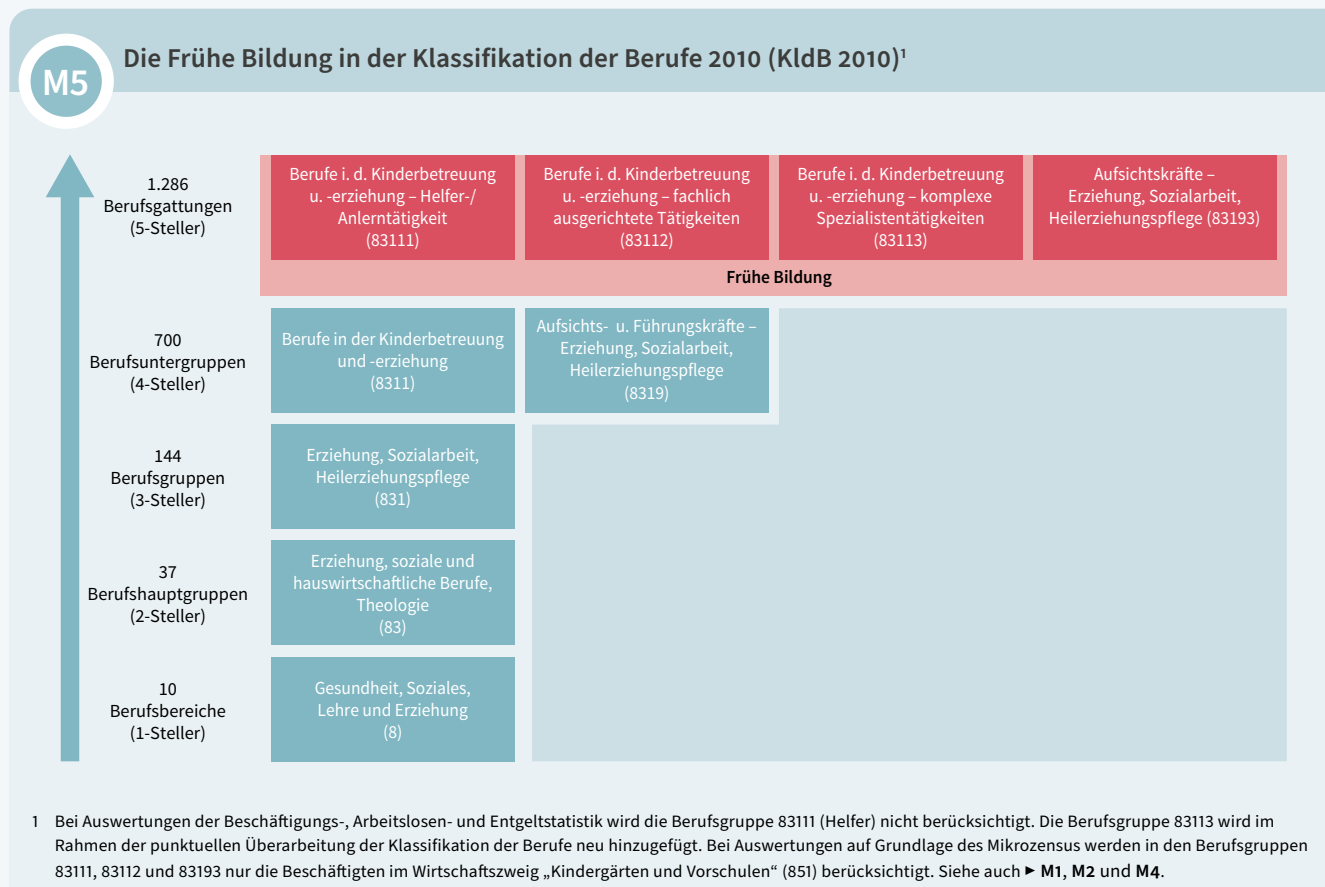 M5
Die Frühe Bildung in der Klassifikation der Berufe 2010 (KldB 2010)¹
1.286
Berufsgattungen
(5-Steller)
Berufe i. d. Kinderbetreuung
u. -erziehung – Helfer-/
Anlerntätigkeit
(83111)
Berufe i. d. Kinderbetreuung
u. -erziehung – fachlich
ausgerichtete Tätigkeiten
(83112)
Berufe i. d. Kinderbetreuung
u. -erziehung – komplexe
Spezialistentätigkeiten
(83113)
Aufsichtskräfte –
Erziehung, Sozialarbeit,
Heilerziehungspflege (83193)
Frühe Bildung
700
Berufsuntergruppen
(4-Steller)
Berufe in der Kinderbetreuung
und -erziehung
(8311)
Aufsichts- u. Führungskräfte –
Erziehung, Sozialarbeit,
Heilerziehungspflege
(8319)
144
Berufsgruppen
(3-Steller)
Erziehung, Sozialarbeit,
Heilerziehungspflege
(831)
37
Berufshauptgruppen
(2-Steller)
Erziehung, soziale und
hauswirtschaftliche Berufe,
Theologie
(83)
10
Berufsbereiche
(1-Steller)
Gesundheit, Soziales,
Lehre und Erziehung
(8)
1 Bei Auswertungen der Beschäftigungs-, Arbeitslosen- und Entgeltstatistik wird die Berufsgruppe 83111 (Helfer) nicht berücksichtigt. Die Berufsgruppe 83113 wird im
Rahmen der punktuellen Überarbeitung der Klassifikation der Berufe neu hinzugefügt. Bei Auswertungen auf Grundlage des Mikrozensus werden in den Berufsgruppen
83111, 83112 und 83193 nur die Beschäftigten im Wirtschaftszweig „Kindergärten und Vorschulen“ (851) berücksichtigt. Siehe auch ► M1, M2 und M4.